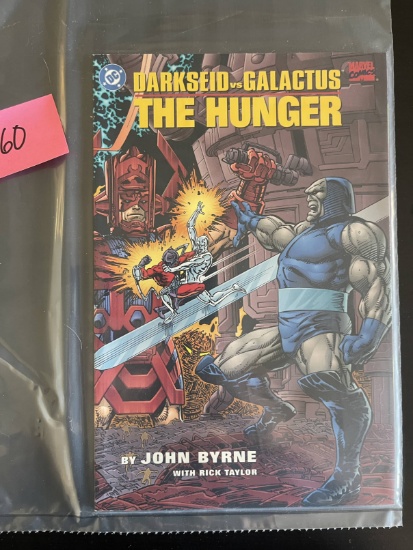 DC
DARKSEID vs GALACTUS
MARVEL
COMICS
THE HUNGER
60
BY JOHN BYRNE
WITH RICK TAYLOR